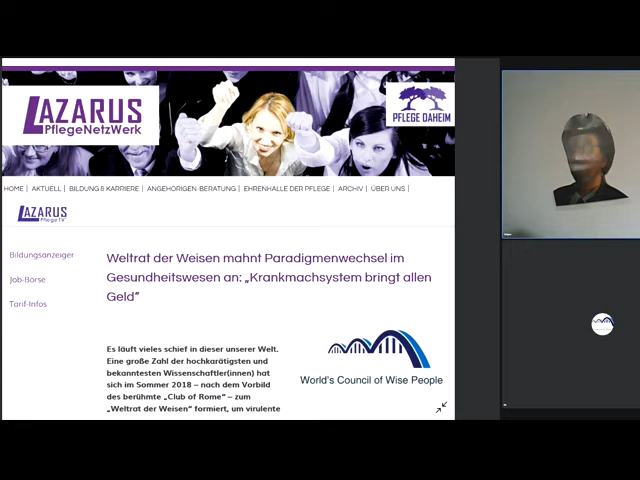 LAZARUS
PflegeNetzWerk
PFLEGE DAHEIM
HOME | AKTUELL | BILDUNG & KARRIERE | ANGEHÖRIGEN-BERATUNG | EHRENHALLE DER PFLEGE | ARCHIV | ÜBER UNS |
LAZARUS
PflegeTV
Bildungsanzeiger
Job-Börse
Tarif-Infos
Weltrat der Weisen mahnt Paradigmenwechsel im
Gesundheitswesen an: „Krankmachsystem bringt allen
Geld“
Es läuft vieles schief in dieser unserer Welt.
Eine große Zahl der hochkarätigsten und
bekanntesten Wissenschaftler(innen) hat
sich im Sommer 2018 – nach dem Vorbild
des berühmte „Club of Rome“ – zum
„Weltrat der Weisen“ formiert, um virulente
World's Council of Wise People